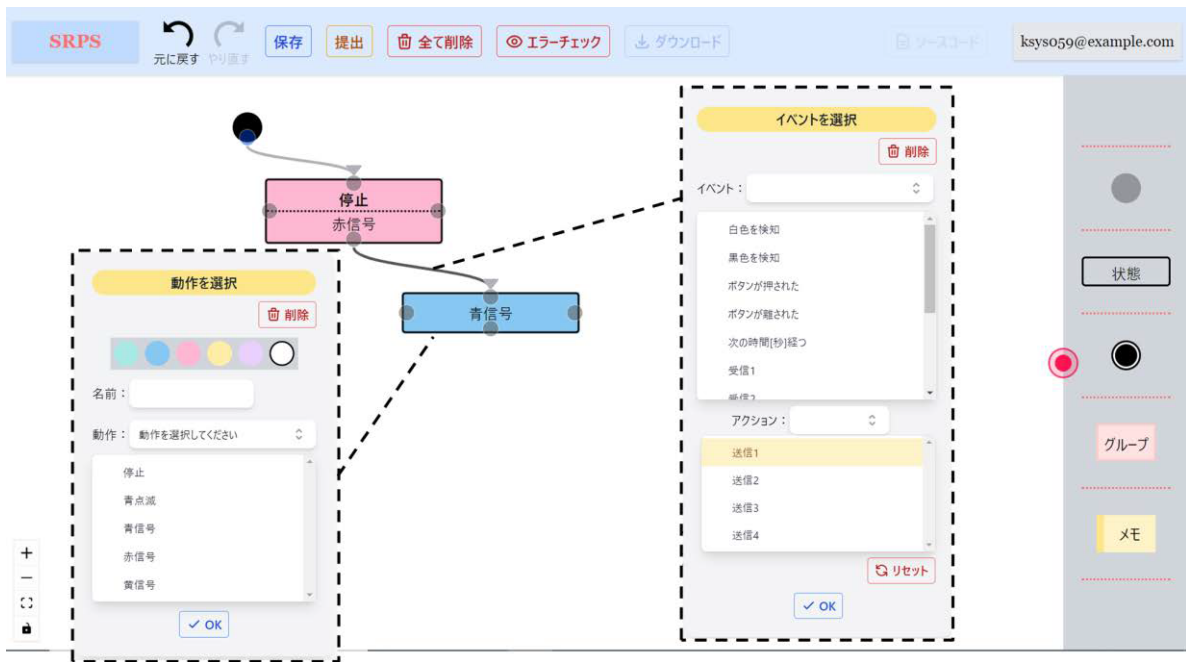 SRPS
元に戻す
やり直す
保存
提出
全て削除
エラーチェック
ダウンロード
ソースコード
ksys059@example.com
停止
赤信号
青信号
動作を選択
削除
名前：
動作：
動作を選択してください
停止
青点滅
青信号
赤信号
黄信号
OK
イベントを選択
削除
イベント：
白色を検知
黒色を検知
ボタンが押された
ボタンが離された
次の時間[秒]経つ
受信1
受信2
アクション：
送信1
送信2
送信3
送信4
リセット
OK
状態
グループ
メモ